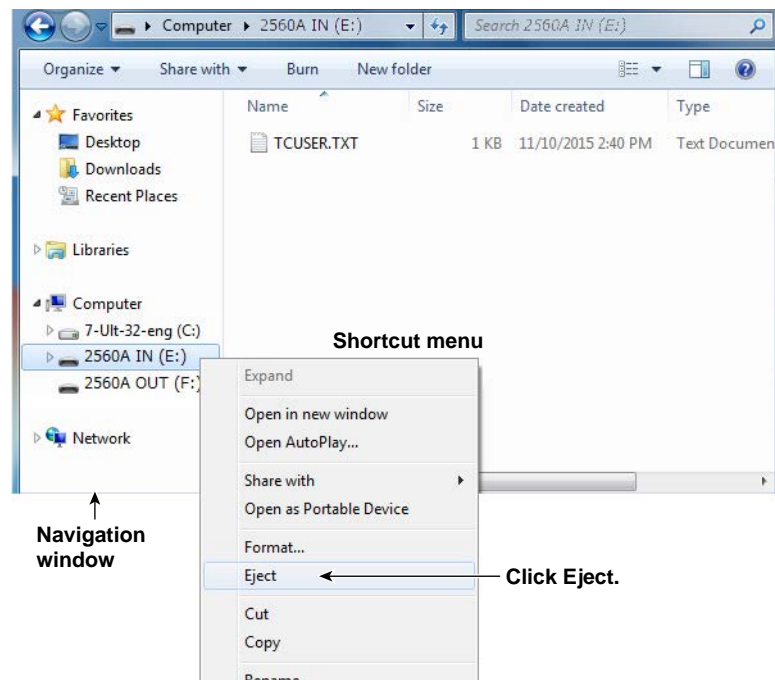 Computer ▸ 2560A IN (E:)
Search 2560A IN (E:)
Organize Share with Burn New folder
Favorites
Desktop
Downloads
Recent Places
Libraries
Computer
7-Ult-32-eng (C:)
2560A IN (E:)
2560A OUT (F:)
Network
Name Size Date created Type
TCUSER.TXT 1 KB 11/10/2015 2:40 PM Text Documen
Shortcut menu
Expand
Open in new window
Open AutoPlay...
Share with
Open as Portable Device
Format...
Eject
Cut
Copy
Rename
Navigation
window
Click Eject.